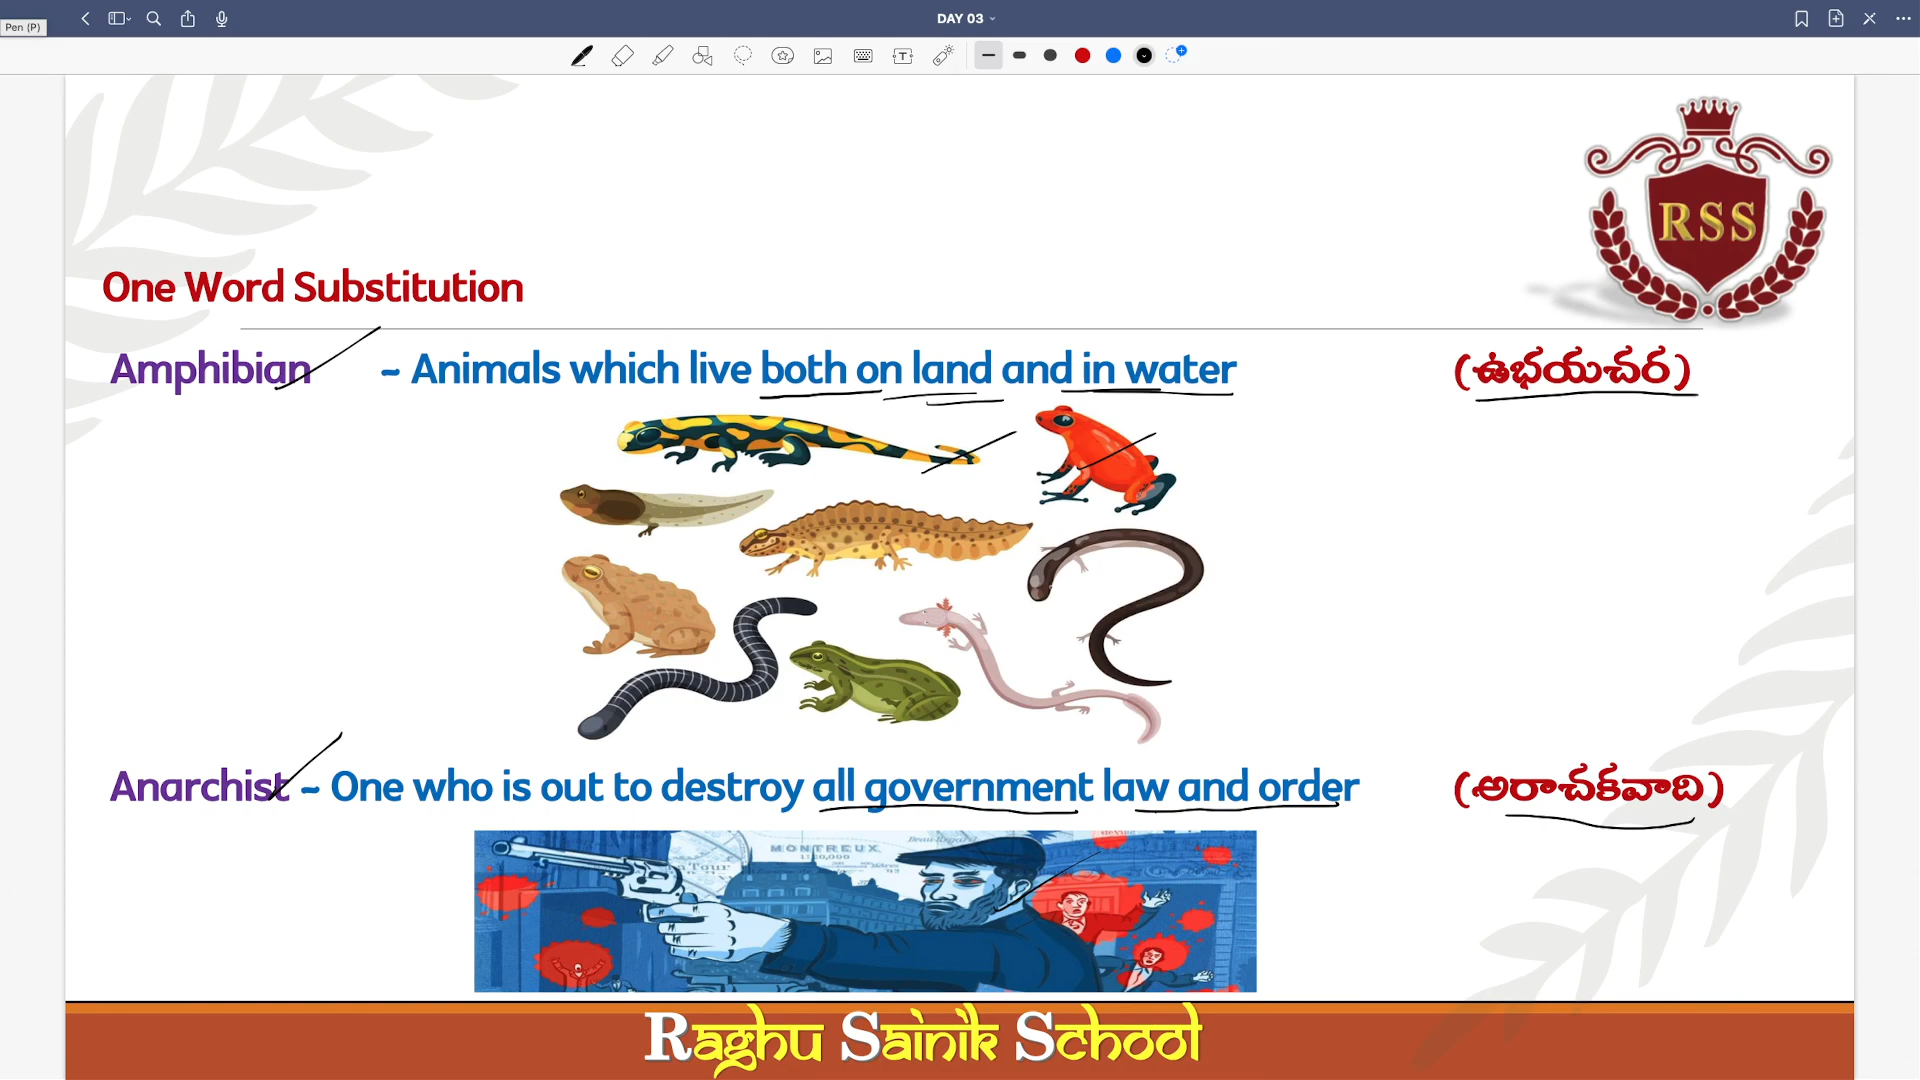 DAY 03
Pen (P)
RSS
One Word Substitution
Amphibian ~ Animals which live both on land and in water (ఉభయచర)
Anarchist ~ One who is out to destroy all government law and order (అరాచకవాది)
MONTREUX
Raghu Sainik School